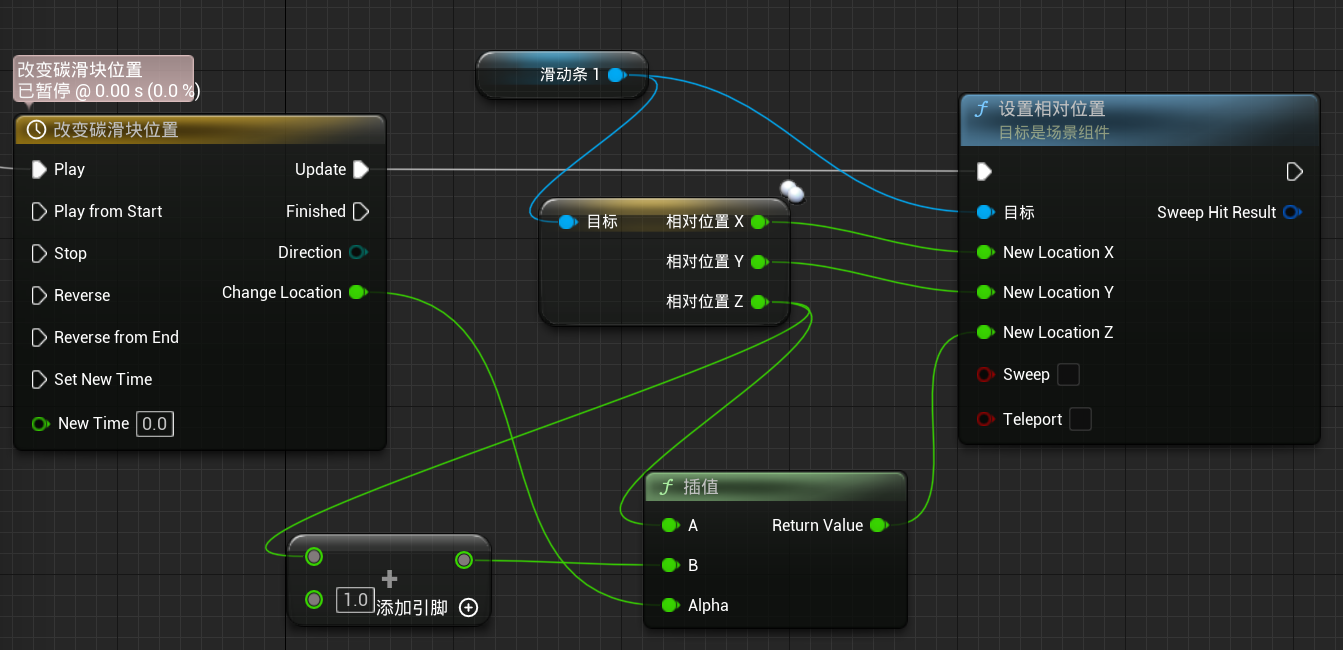 改变碳滑块位置
已暂停 @ 0.00 s (0.0 %)
改变碳滑块位置
Play
Update
Play from Start
Finished
Stop
Direction
Reverse
Change Location
Reverse from End
Set New Time
New Time 0.0
滑动条 1
目标
相对位置 X
相对位置 Y
相对位置 Z
设置相对位置
目标是场景组件
目标
Sweep Hit Result
New Location X
New Location Y
New Location Z
Sweep
Teleport
1.0
添加引脚
插值
A
Return Value
B
Alpha